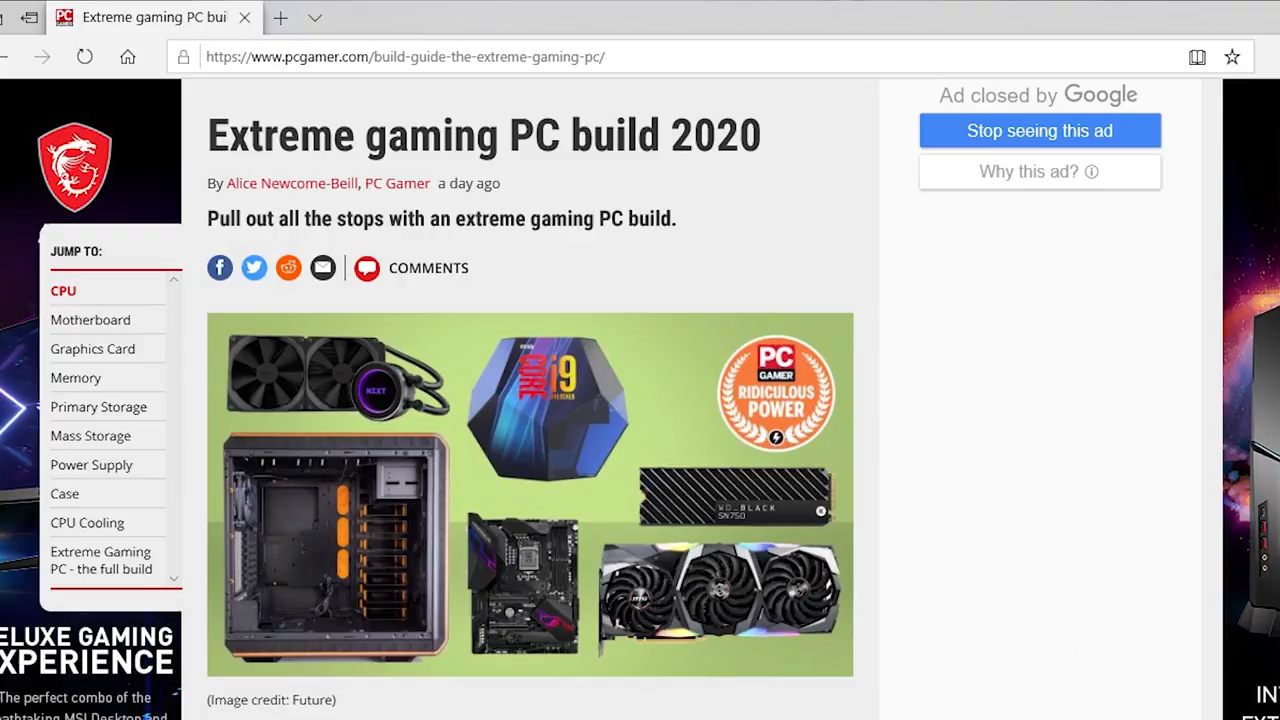 Extreme gaming PC bui
https://www.pcgamer.com/build-guide-the-extreme-gaming-pc/
Extreme gaming PC build 2020
By Alice Newcome-Beill, PC Gamer a day ago
Pull out all the stops with an extreme gaming PC build.
COMMENTS
JUMP TO:
CPU
Motherboard
Graphics Card
Memory
Primary Storage
Mass Storage
Power Supply
Case
CPU Cooling
Extreme Gaming
PC - the full build
ELUXE GAMING
XPERIENCE
The perfect combo of the
NZXT
CORE i9
PC
GAMER
RIDICULOUS
POWER
WD_BLACK
SN750
(Image credit: Future)
Ad closed by Google
Stop seeing this ad
Why this ad?